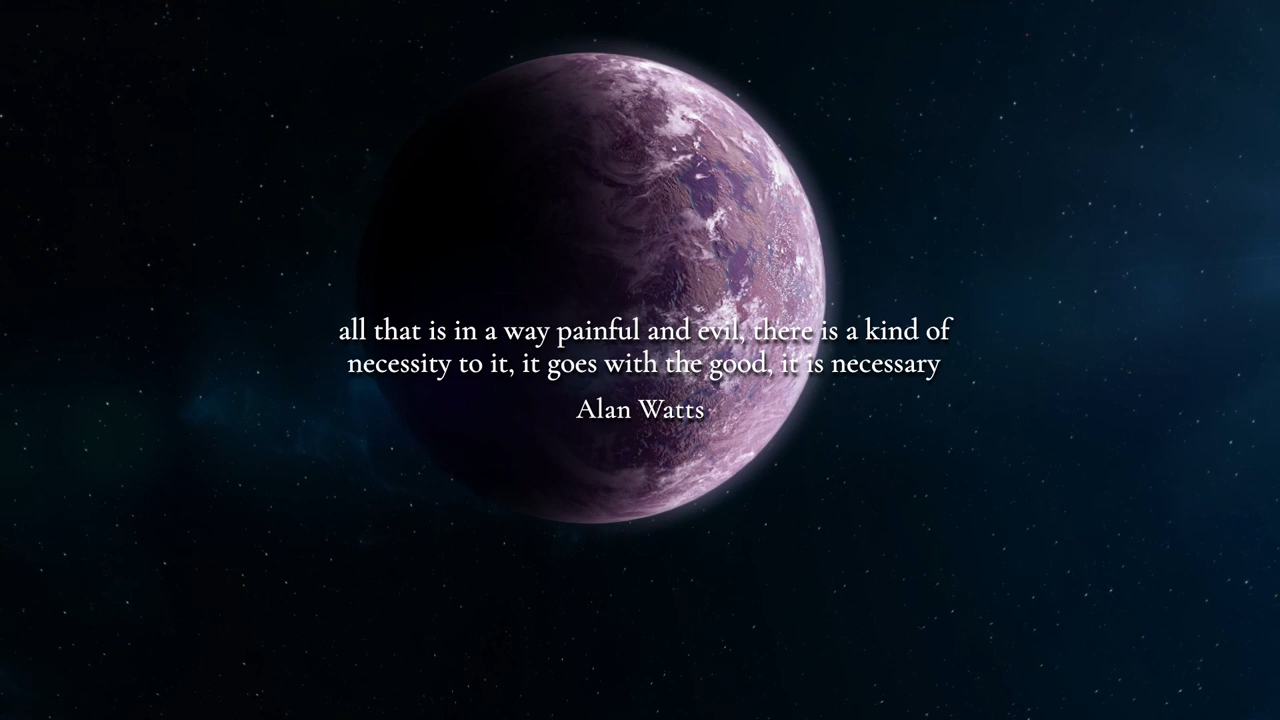 all that is in a way painful and evil, there is a kind of
necessity to it, it goes with the good, it is necessary
Alan Watts